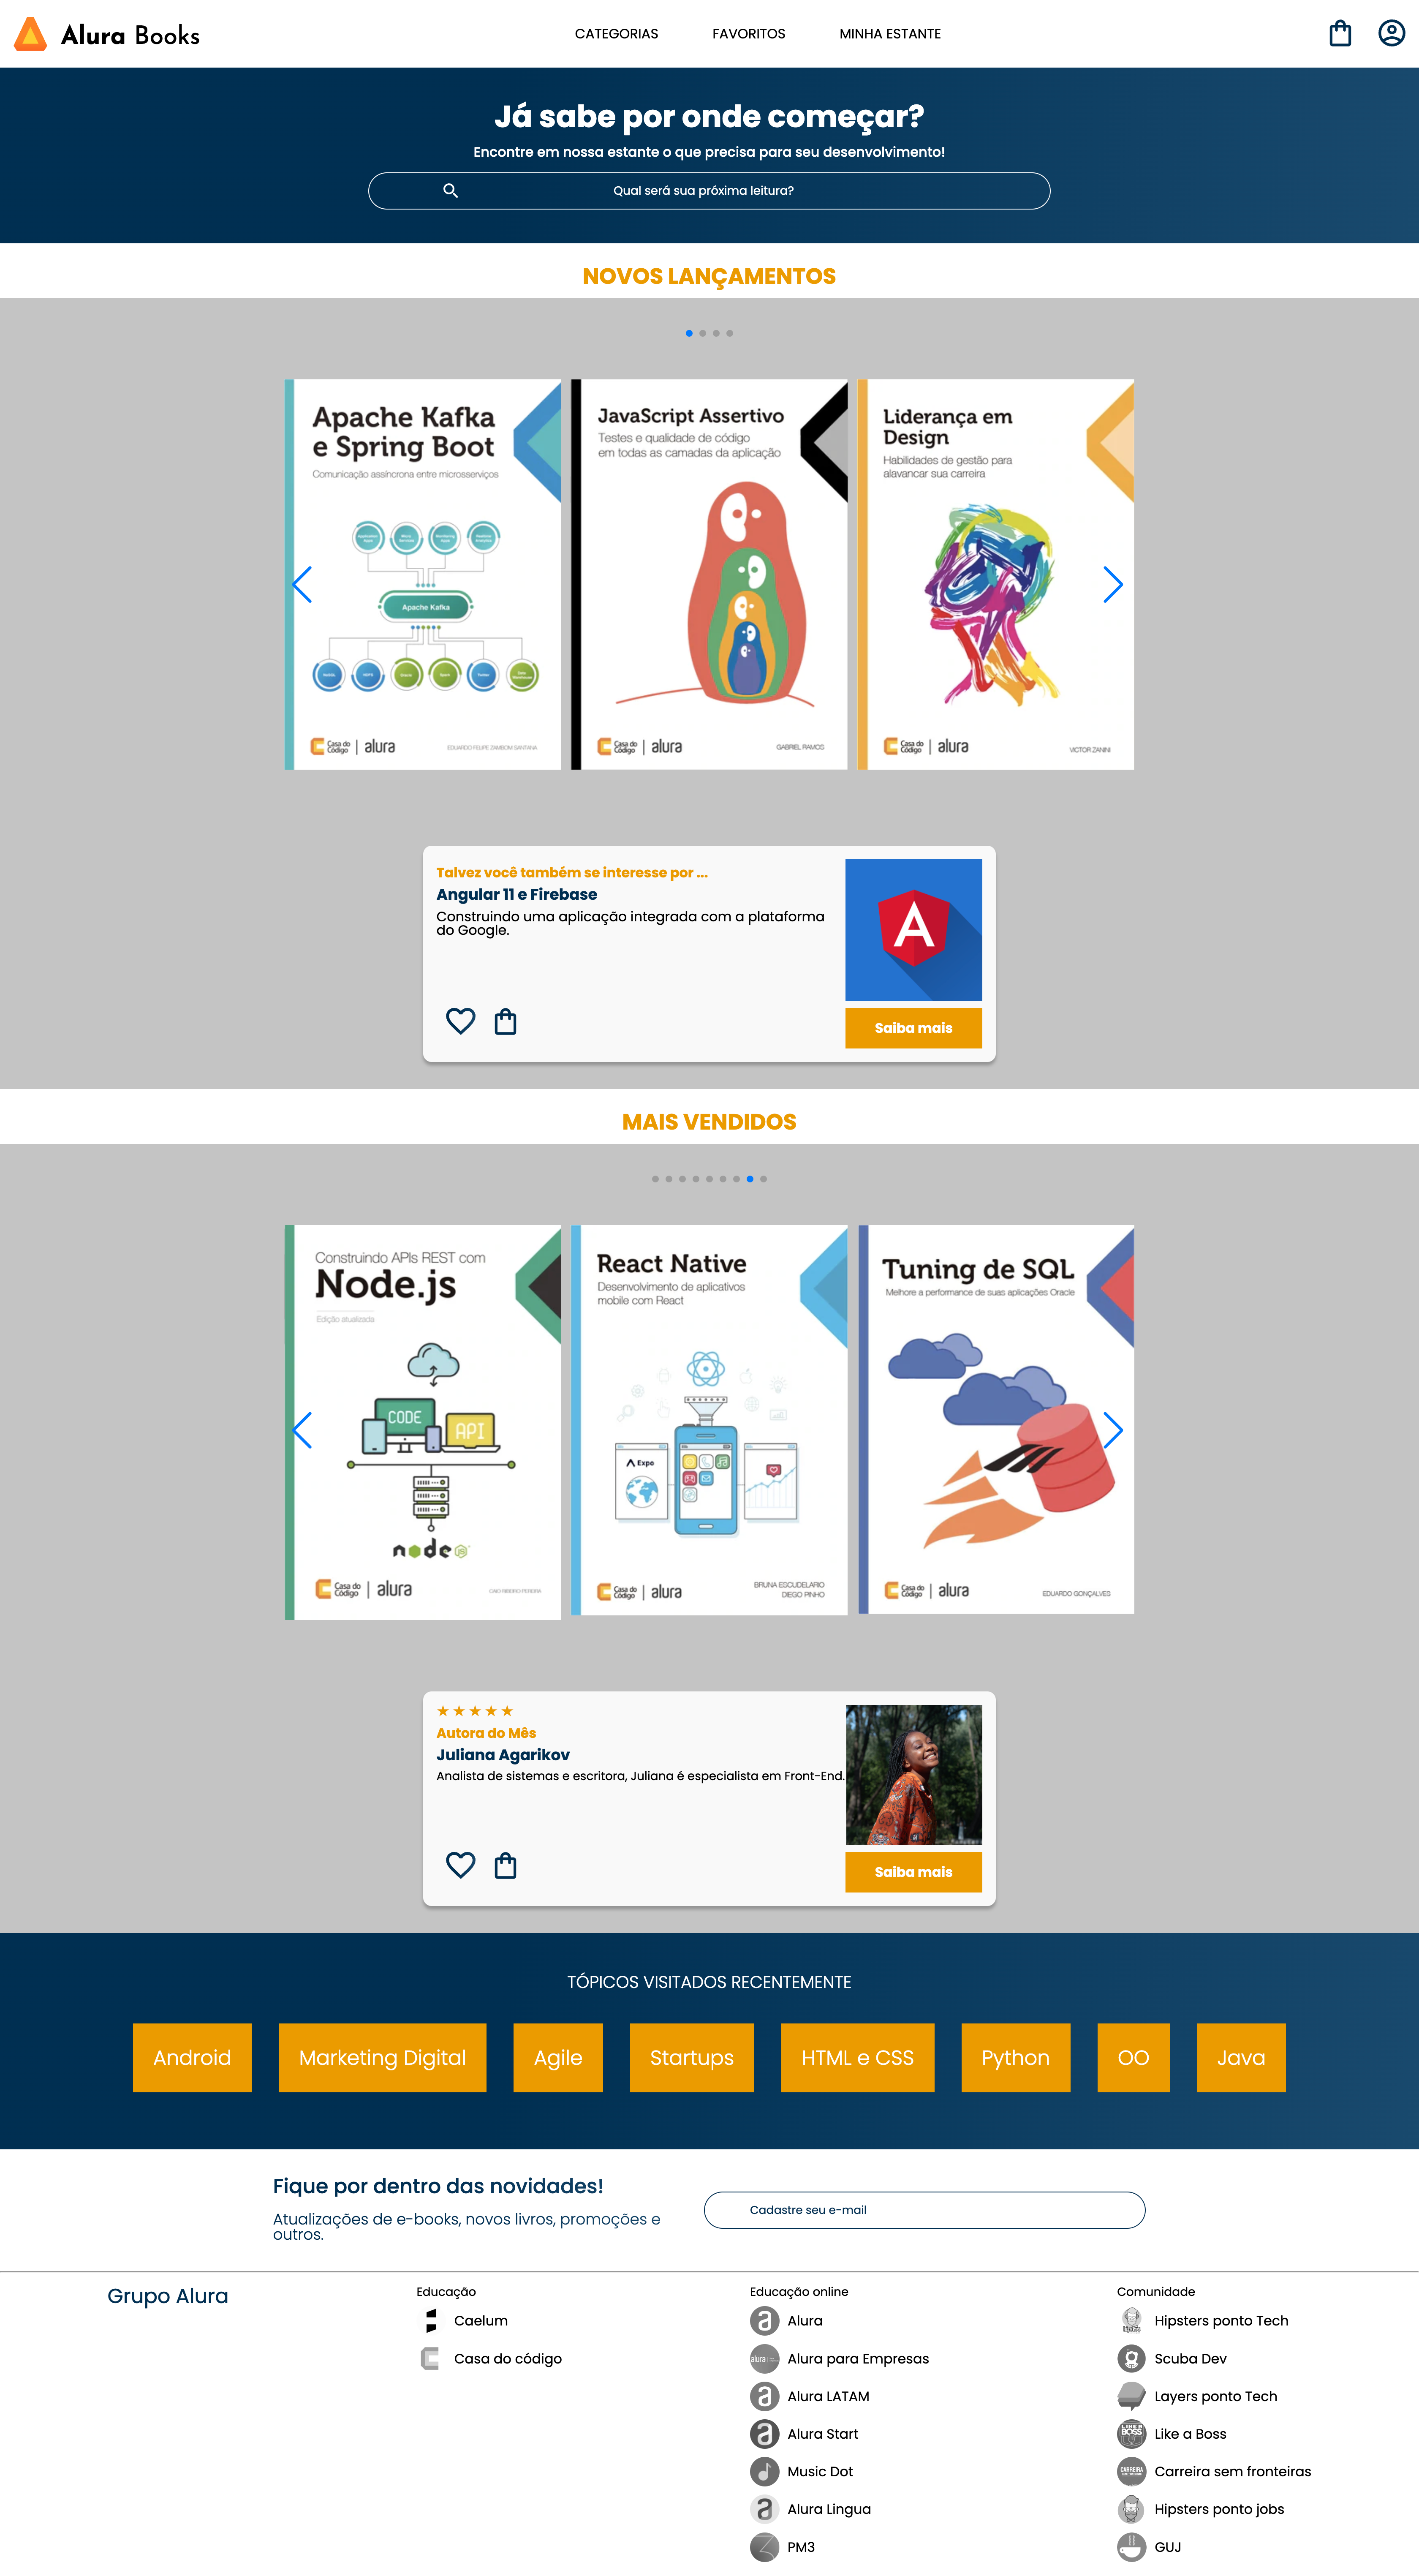 Alura Books
CATEGORIAS
FAVORITOS
MINHA ESTANTE
Já sabe por onde começar?
Encontre em nossa estante o que precisa para seu desenvolvimento!
Qual será sua próxima leitura?
NOVOS LANÇAMENTOS
Apache Kafka
e Spring Boot
Comunicação assíncrona entre microsserviços
Apache Kafka
Casa do
Código
alura
EDUARDO FELIPE ZAMBOM SANTANA
JavaScript Assertivo
Testes e qualidade de código
em todas as camadas da aplicação
Casa do
Código
alura
GABRIEL RAMOS
Liderança em
Design
Habilidades de gestão para
alavancar sua carreira
Casa do
Código
alura
VICTOR ZANINI
Talvez você também se interesse por ...
Angular 11 e Firebase
Construindo uma aplicação integrada com a plataforma
do Google.
A
Saiba mais
MAIS VENDIDOS
Construindo APIs REST com
Node.js
Edição atualizada
CODE
API
node
JS
Casa do
Código
alura
CAIO RIBEIRO PEREIRA
React Native
Desenvolvimento de aplicativos
mobile com React
Expo
Casa do
Código
alura
BRUNA ESCUDELARIO
DIEGO PINHO
Tuning de SQL
Melhore a performance de suas aplicações Oracle
Casa do
Código
alura
EDUARDO GONÇALVES
Autora do Mês
Juliana Agarikov
Analista de sistemas e escritora, Juliana é especialista em Front-End.
Saiba mais
TÓPICOS VISITADOS RECENTEMENTE
Android
Marketing Digital
Agile
Startups
HTML e CSS
Python
OO
Java
Fique por dentro das novidades!
Atualizações de e-books, novos livros, promoções e
outros.
Cadastre seu e-mail
Grupo Alura
Educação
Caelum
Casa do código
Educação online
Alura
alura
Alura para Empresas
Alura LATAM
Alura Start
Music Dot
Alura Lingua
PM3
Comunidade
Hipsters ponto Tech
Scuba Dev
Layers ponto Tech
LIKE A
BOSS
Like a Boss
CARREIRA
Carreira sem fronteiras
Hipsters ponto jobs
GUJ